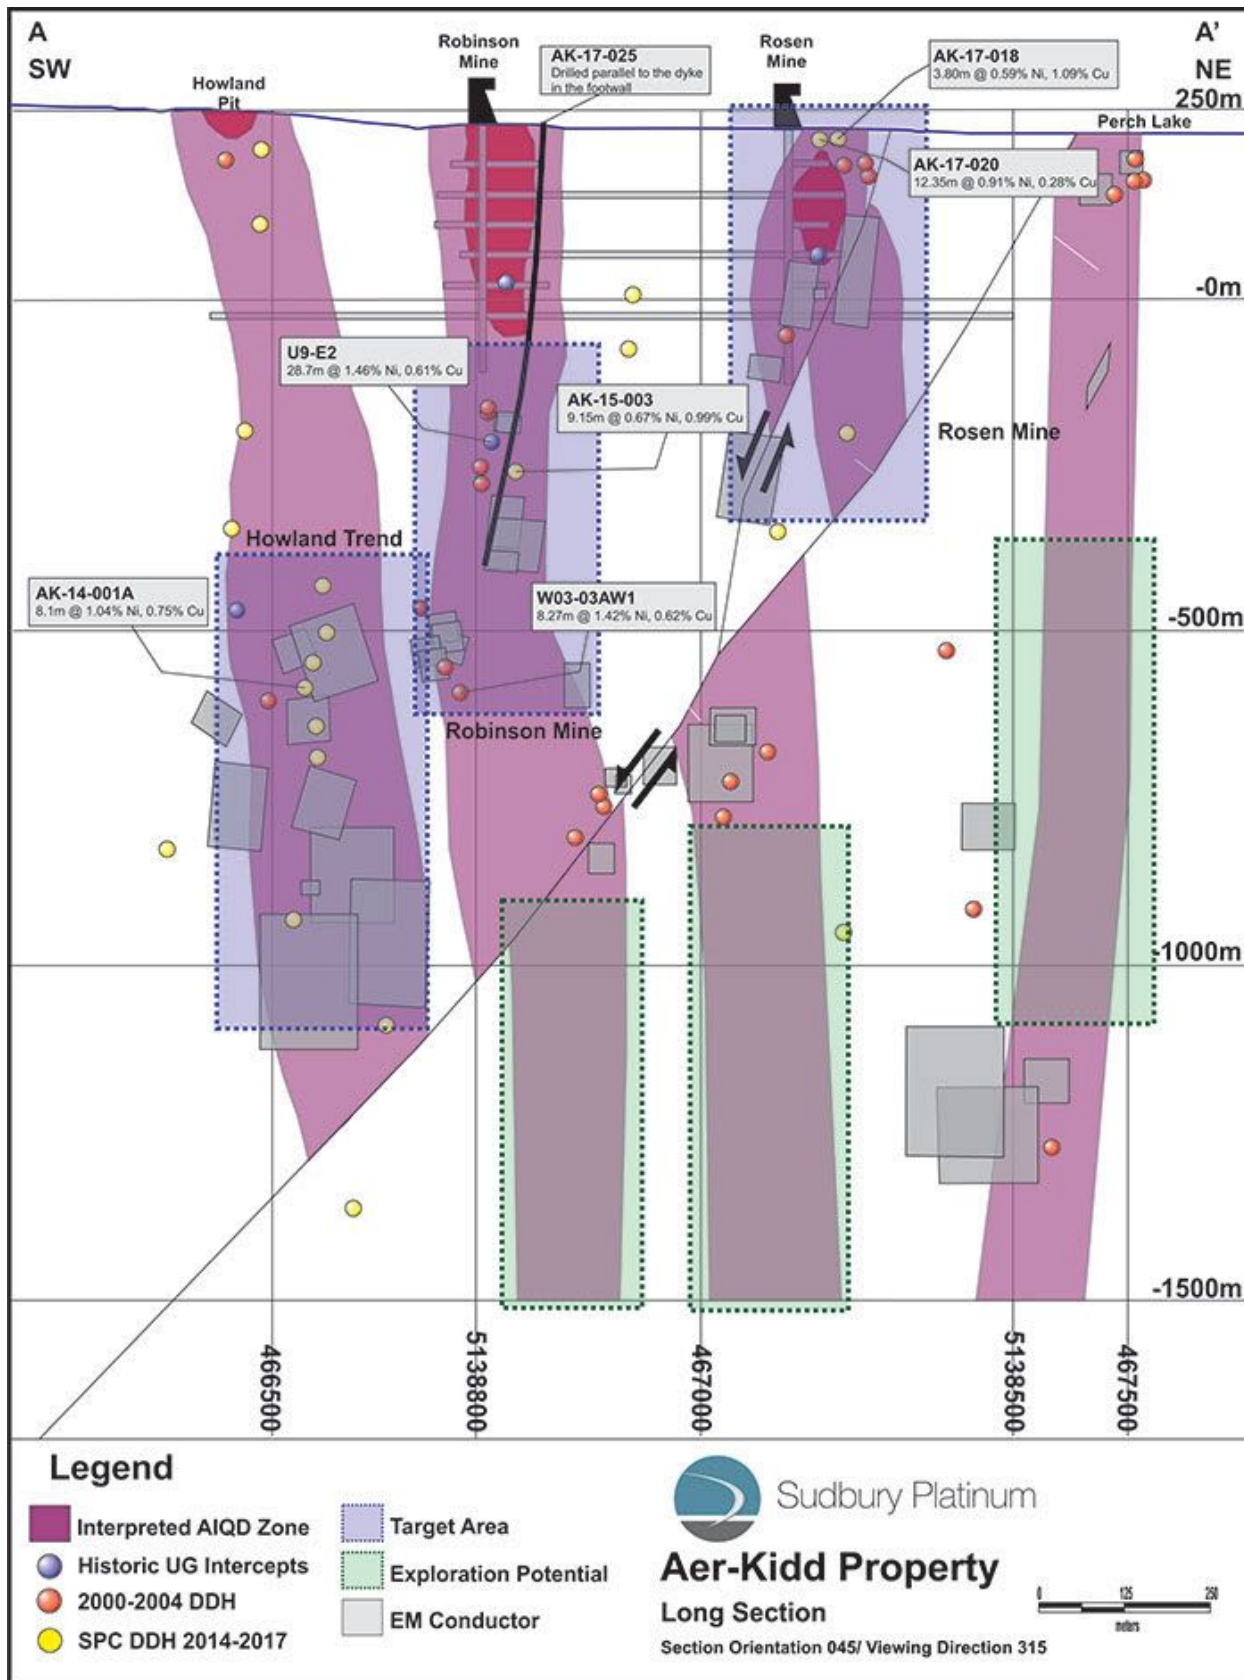 A
SW
Howland
Pit
Robinson
Mine
AK-17-025
Drilled parallel to the dyke
in the footwall
Rosen
Mine
AK-17-018
3.80m @ 0.59% Ni, 1.09% Cu
A'
NE
250m
Perch Lake
AK-17-020
12.35m @ 0.91% Ni, 0.28% Cu
-0m
U9-E2
28.7m @ 1.46% Ni, 0.61% Cu
AK-15-003
9.15m @ 0.67% Ni, 0.99% Cu
Rosen Mine
Howland Trend
AK-14-001A
8.1m @ 1.04% Ni, 0.75% Cu
W03-03AW1
8.27m @ 1.42% Ni, 0.62% Cu
-500m
Robinson Mine
-1000m
-1500m
466500
5138800
467000
5138500
467500
Legend
Interpreted AIQD Zone
Historic UG Intercepts
2000-2004 DDH
SPC DDH 2014-2017
Target Area
Exploration Potential
EM Conductor
Sudbury Platinum
Aer-Kidd Property
Long Section
Section Orientation 045/ Viewing Direction 315
0 125 250
meters